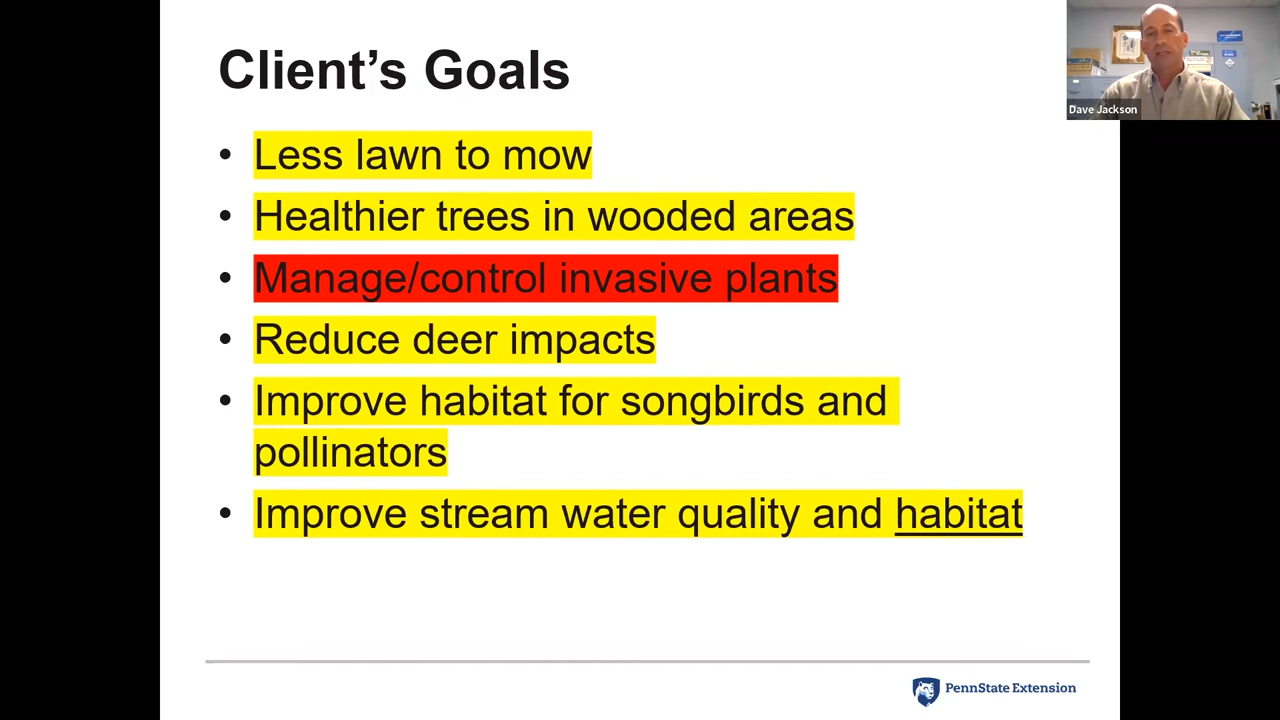 Client’s Goals
Dave Jackson
• Less lawn to mow
• Healthier trees in wooded areas
• Manage/control invasive plants
• Reduce deer impacts
• Improve habitat for songbirds and
pollinators
• Improve stream water quality and habitat
PennState Extension